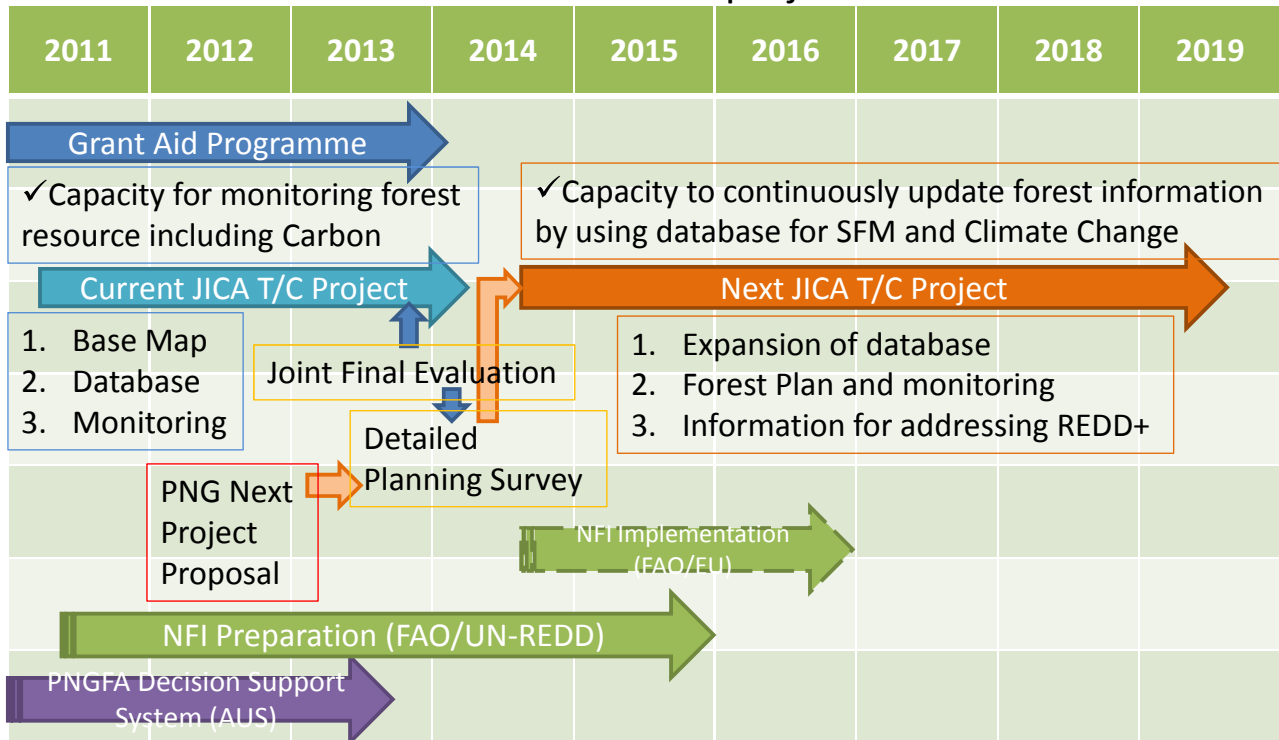 2011 2012 2013 2014 2015 2016 2017 2018 2019
Grant Aid Programme
✓Capacity for monitoring forest
resource including Carbon
✓Capacity to continuously update forest information
by using database for SFM and Climate Change
Current JICA T/C Project
Next JICA T/C Project
1. Base Map
2. Database
3. Monitoring
Joint Final Evaluation
1. Expansion of database
2. Forest Plan and monitoring
3. Information for addressing REDD+
Detailed
Planning Survey
PNG Next
Project
Proposal
NFI Implementation
(FAO/EU)
NFI Preparation (FAO/UN-REDD)
PNGFA Decision Support
System (AUS)